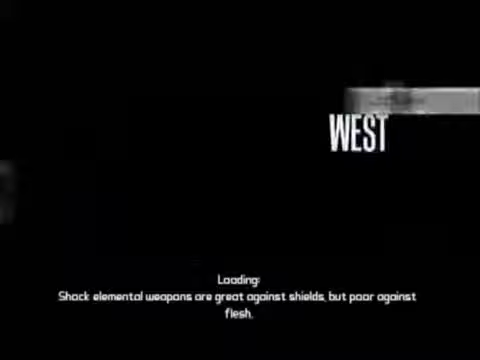 WEST
Loading:
Shock elemental weapons are great against shields, but poor against
flesh.